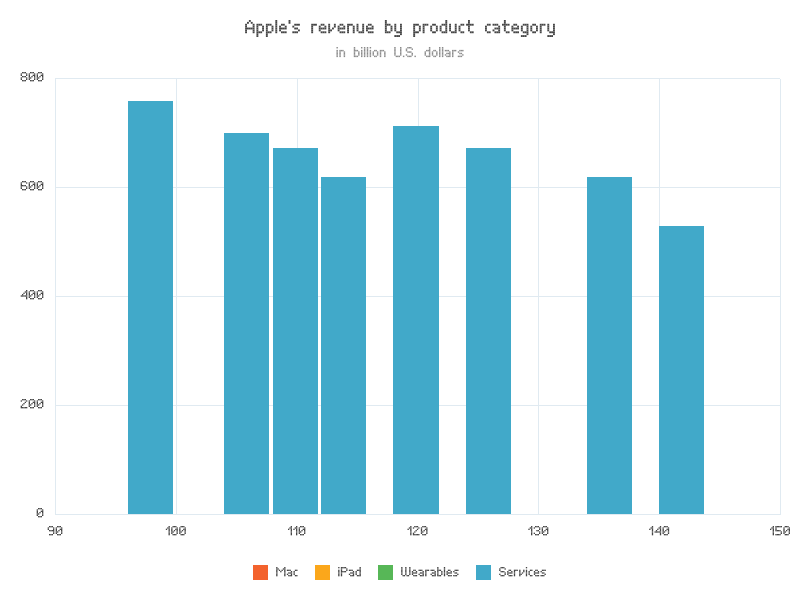 Apple's revenue by product category
in billion U.S. dollars
800
600
400
200
0
90 100 110 120 130 140 150
Mac iPad Wearables Services